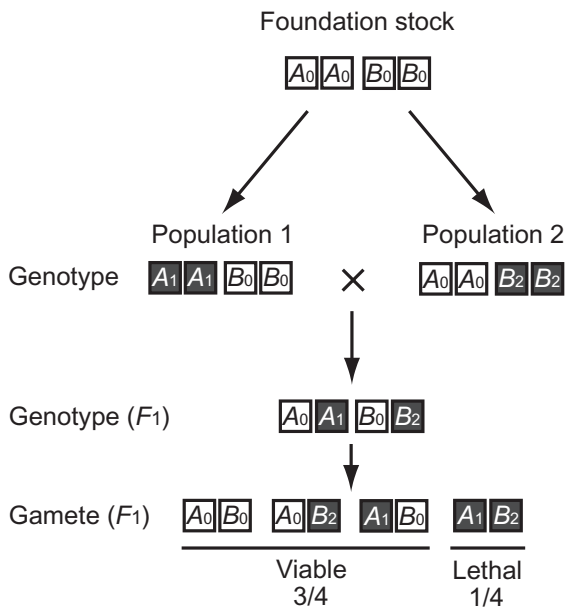 Foundation stock
A0 A0 B0 B0
Population 1 Population 2
Genotype A1 A1 B0 B0 × A0 A0 B2 B2
Genotype (F1) A0 A1 B0 B2
Gamete (F1) A0 B0 A0 B2 A1 B0 A1 B2
Viable Lethal
3/4 1/4